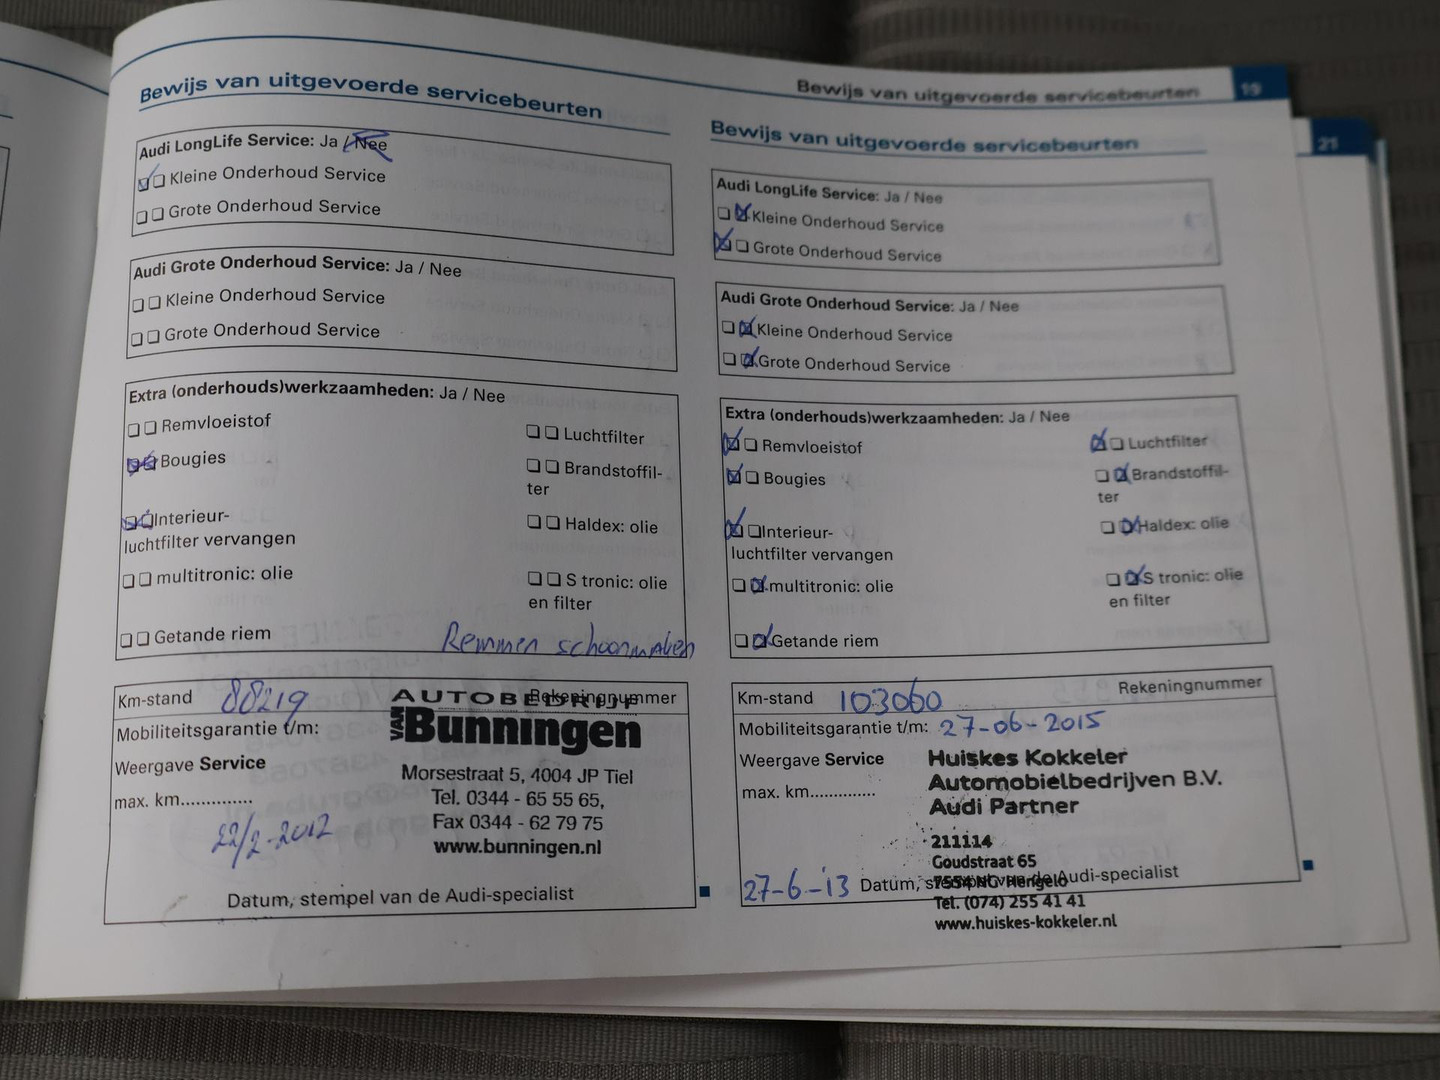 Bewijs van uitgevoerde servicebeurten 19
21
Bewijs van uitgevoerde servicebeurten
Audi LongLife Service: Ja / Nee
Kleine Onderhoud Service
Grote Onderhoud Service
Audi Grote Onderhoud Service: Ja / Nee
Kleine Onderhoud Service
Grote Onderhoud Service
Extra (onderhouds)werkzaamheden: Ja / Nee
Remvloeistof
Luchtfilter
Bougies
Brandstoffil-
ter
Interieur-
luchtfilter vervangen
Haldex: olie
multitronic: olie
S tronic: olie
en filter
Getande riem
Remmen schoonmaken
Km-stand 88219 Rekeningnummer
Mobiliteitsgarantie t/m:
Weergave Service
max. km..............
22/2-2012
AUTOBEDRIJF
VAN Bunningen
Morsestraat 5, 4004 JP Tiel
Tel. 0344 - 65 55 65,
Fax 0344 - 62 79 75
www.bunningen.nl
Datum, stempel van de Audi-specialist
Bewijs van uitgevoerde servicebeurten
Audi LongLife Service: Ja / Nee
Kleine Onderhoud Service
Grote Onderhoud Service
Audi Grote Onderhoud Service: Ja / Nee
Kleine Onderhoud Service
Grote Onderhoud Service
Extra (onderhouds)werkzaamheden: Ja / Nee
Remvloeistof
Luchtfilter
Bougies
Brandstoffil-
ter
Interieur-
luchtfilter vervangen
Haldex: olie
multitronic: olie
S tronic: olie
en filter
Getande riem
Km-stand 103060 Rekeningnummer
Mobiliteitsgarantie t/m: 27-06-2015
Weergave Service
max. km.............
Huiskes Kokkeler
Automobielbedrijven B.V.
Audi Partner
211114
Goudstraat 65
7554 NG Hengelo
27-6-13 Datum, stempel van de Audi-specialist
Tel. (074) 255 41 41
www.huiskes-kokkeler.nl